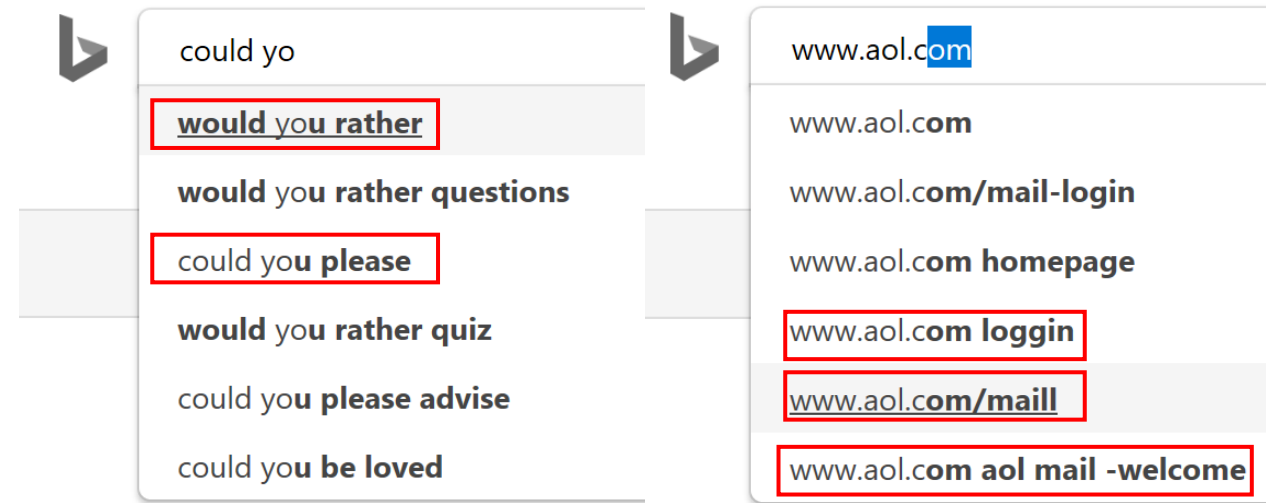 could yo
would you rather
would you rather questions
could you please
would you rather quiz
could you please advise
could you be loved
www.aol.com
www.aol.com
www.aol.com/mail-login
www.aol.com homepage
www.aol.com loggin
www.aol.com/maill
www.aol.com aol mail -welcome